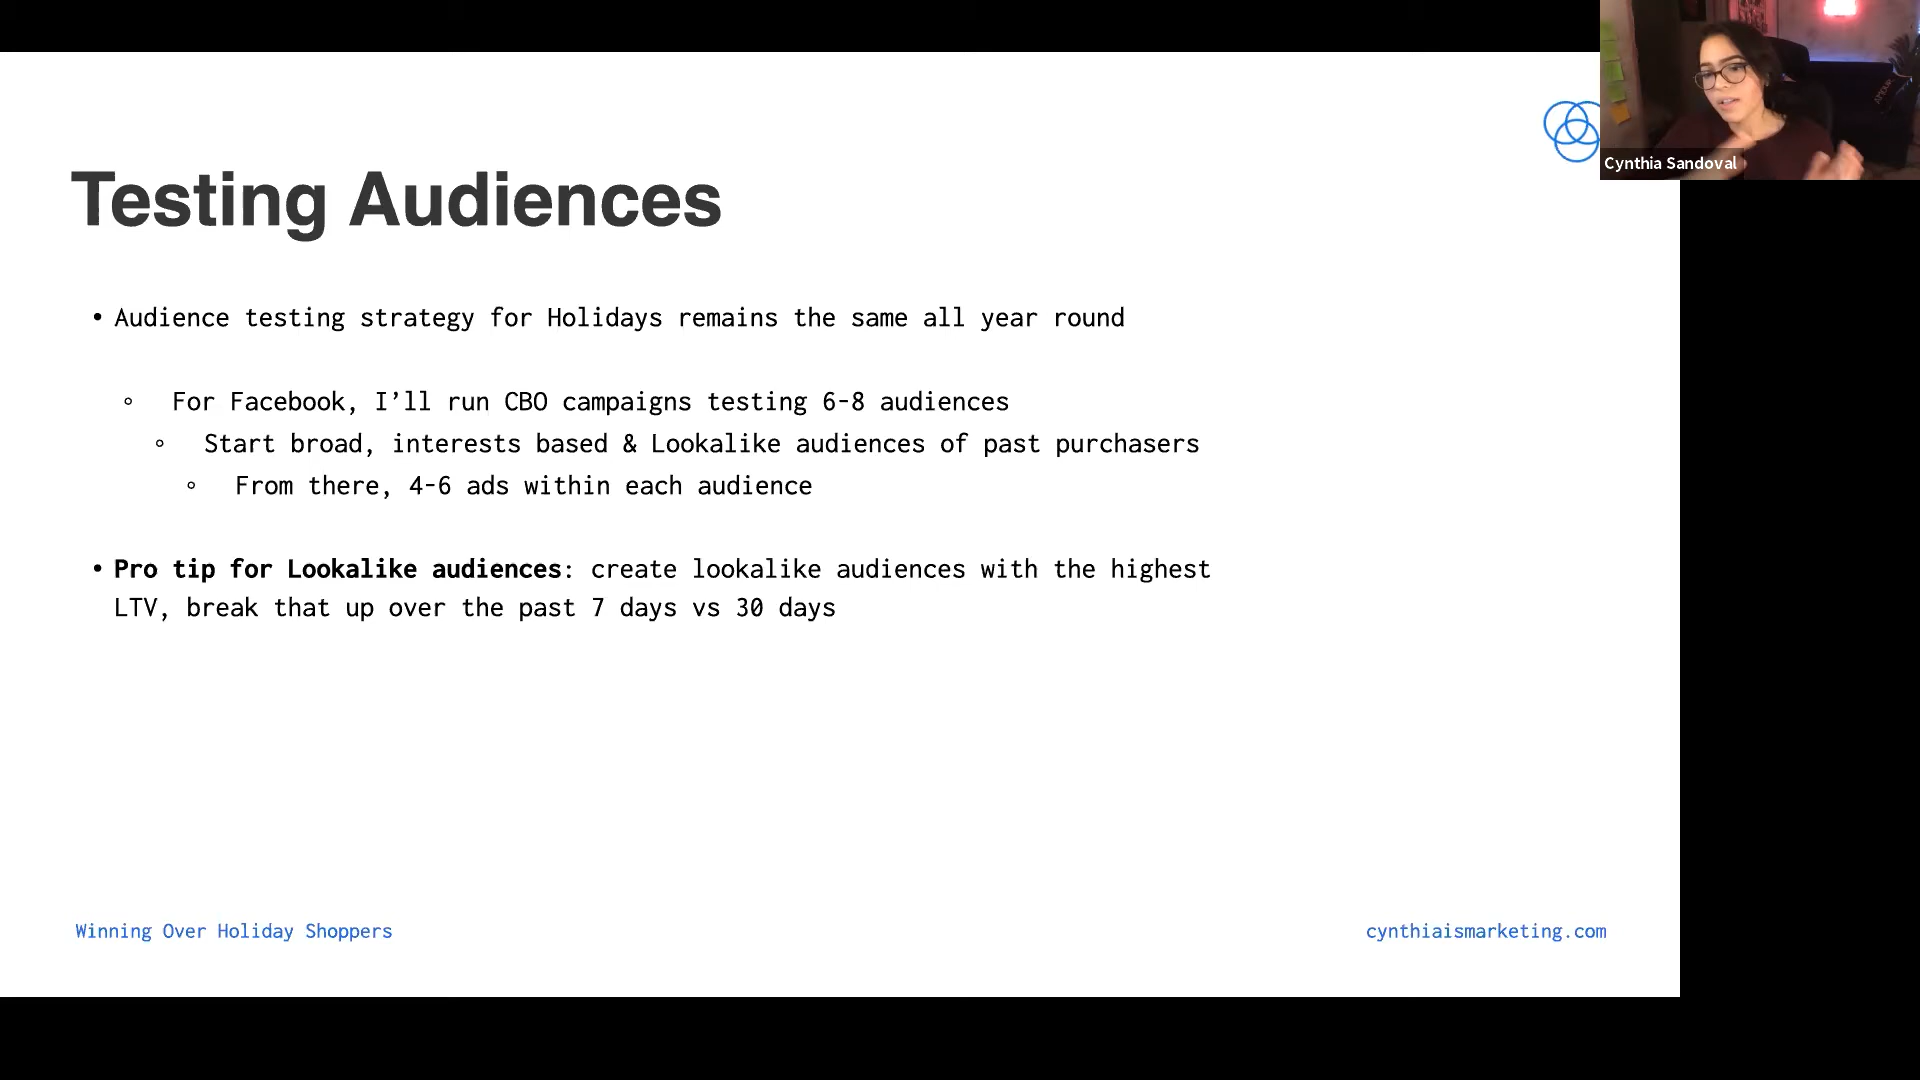 Cynthia Sandoval
Testing Audiences
• Audience testing strategy for Holidays remains the same all year round
◦ For Facebook, I’ll run CBO campaigns testing 6-8 audiences
◦ Start broad, interests based & Lookalike audiences of past purchasers
◦ From there, 4-6 ads within each audience
• Pro tip for Lookalike audiences: create lookalike audiences with the highest
LTV, break that up over the past 7 days vs 30 days
Winning Over Holiday Shoppers
cynthiaismarketing.com